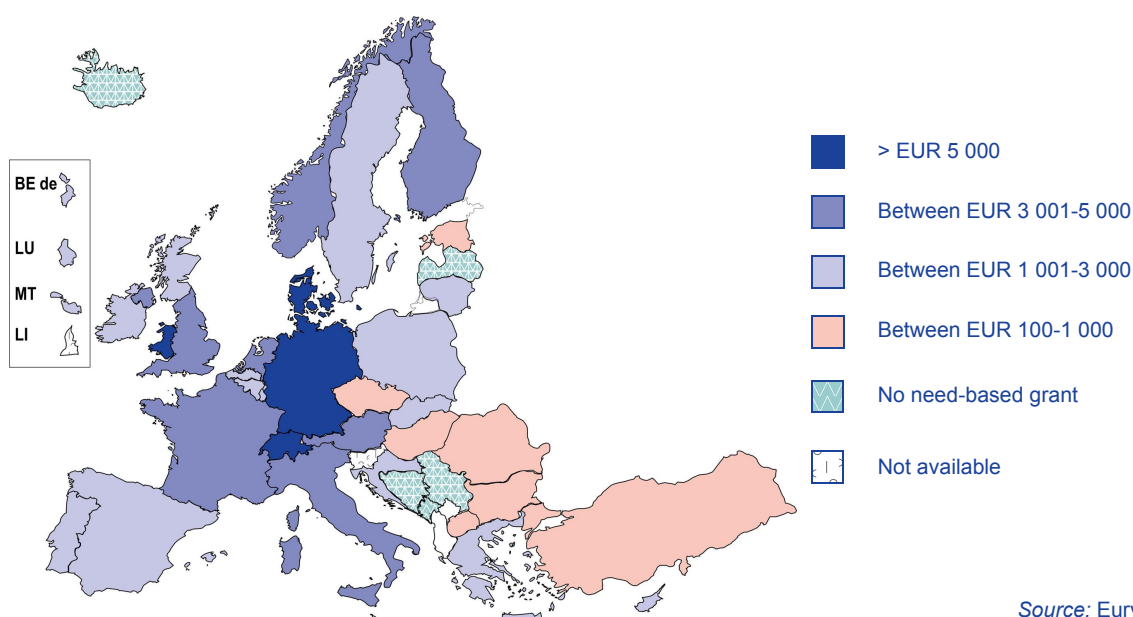 BE de
LU
MT
LI
> EUR 5 000
Between EUR 3 001-5 000
Between EUR 1 001-3 000
Between EUR 100-1 000
No need-based grant
Not available
Source: